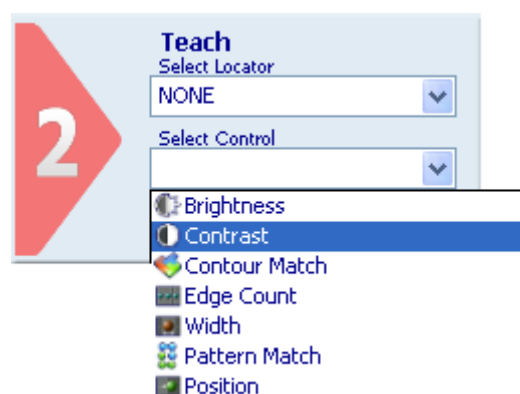 2
Teach
Select Locator
NONE
Select Control
Brightness
Contrast
Contour Match
Edge Count
Width
Pattern Match
Position